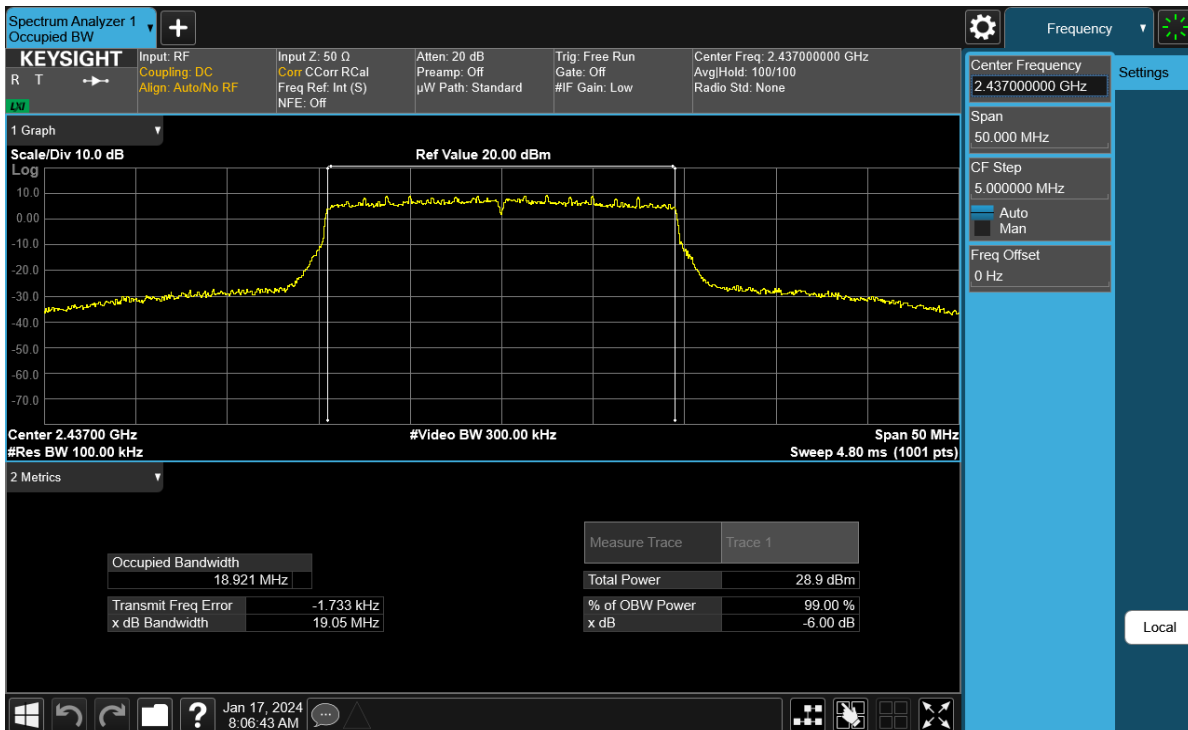 Spectrum Analyzer 1
Occupied BW
Frequency
KEYSIGHT
R T
LXI
Input: RF
Coupling: DC
Align: Auto/No RF
Input Z: 50 Ω
Corr CCorr RCal
Freq Ref: Int (S)
NFE: Off
Atten: 20 dB
Preamp: Off
µW Path: Standard
Trig: Free Run
Gate: Off
#IF Gain: Low
Center Freq: 2.437000000 GHz
Avg|Hold: 100/100
Radio Std: None
Center Frequency
2.437000000 GHz
Settings
Span
50.000 MHz
CF Step
5.000000 MHz
Auto
Man
Freq Offset
0 Hz
Local
1 Graph
Scale/Div 10.0 dB
Ref Value 20.00 dBm
Log
10.0
0.00
-10.0
-20.0
-30.0
-40.0
-50.0
-60.0
-70.0
Center 2.43700 GHz
#Video BW 300.00 kHz
Span 50 MHz
#Res BW 100.00 kHz
Sweep 4.80 ms (1001 pts)
2 Metrics
Measure Trace
Trace 1
Occupied Bandwidth
18.921 MHz
Total Power
28.9 dBm
Transmit Freq Error
-1.733 kHz
% of OBW Power
99.00 %
x dB Bandwidth
19.05 MHz
x dB
-6.00 dB
?
Jan 17, 2024
8:06:43 AM